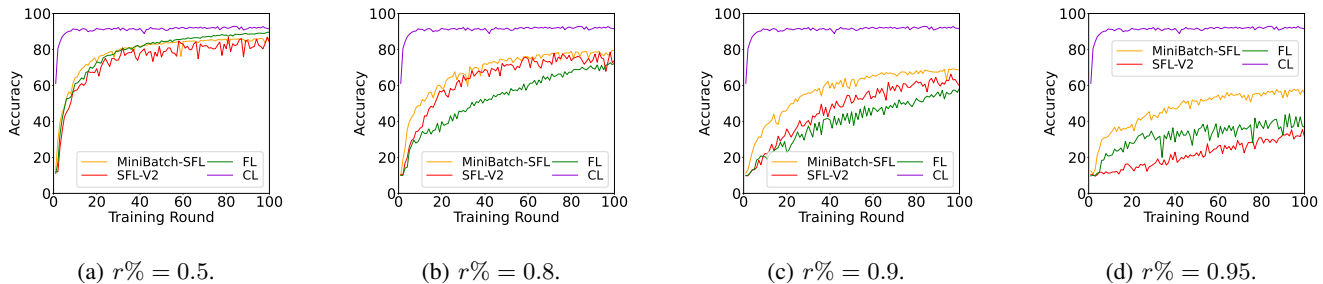 100
80
60
40
20
0
Accuracy
0 20 40 60 80 100
Training Round
MiniBatch-SFL FL
SFL-V2 CL
(a) r% = 0.5.
100
80
60
40
20
0
Accuracy
0 20 40 60 80 100
Training Round
MiniBatch-SFL FL
SFL-V2 CL
(b) r% = 0.8.
100
80
60
40
20
0
Accuracy
0 20 40 60 80 100
Training Round
MiniBatch-SFL FL
SFL-V2 CL
(c) r% = 0.9.
100
80
60
40
20
0
Accuracy
0 20 40 60 80 100
Training Round
MiniBatch-SFL FL
SFL-V2 CL
(d) r% = 0.95.